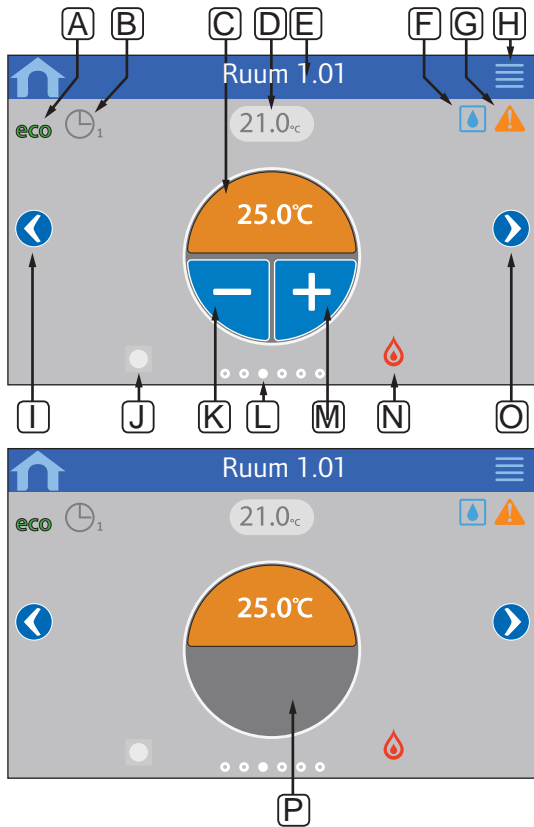 A B C D E F G H
Ruum 1.01
eco 1 21.0°C
25.0°C
− +
I J K L M N O
Ruum 1.01
eco 1 21.0°C
25.0°C
P